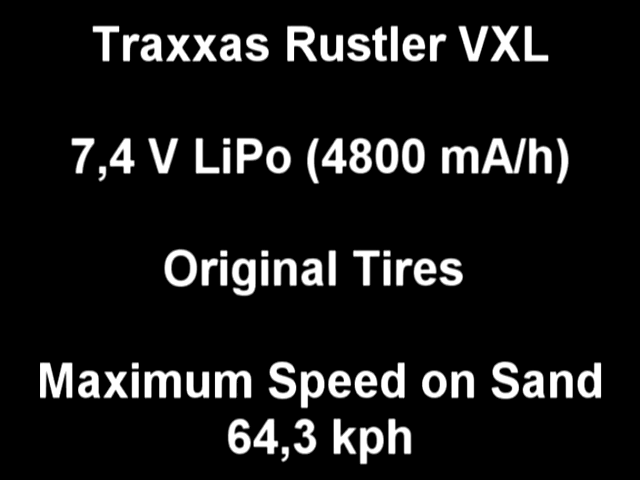 Traxxas Rustler VXL
7,4 V LiPo (4800 mA/h)
Original Tires
Maximum Speed on Sand
64,3 kph